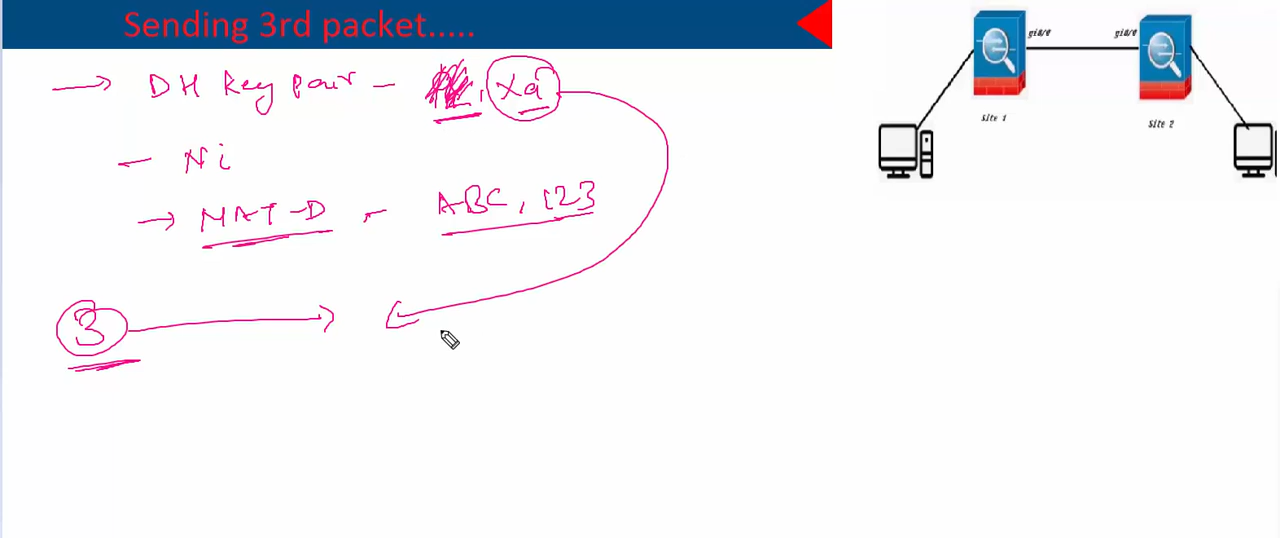 Sending 3rd packet.....
gi0/0
gi0/0
Site 1
Site 2
→ DH Key pair - , Xa
- Ni
→ NAT-D - ABC, 123
3